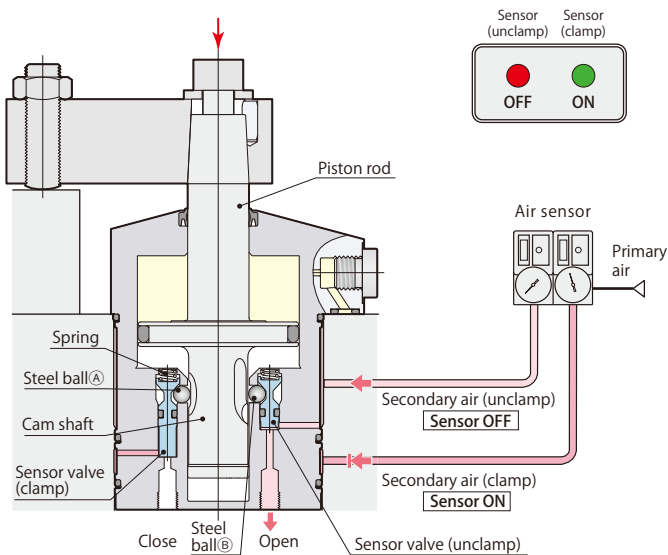 Sensor
(unclamp)
Sensor
(clamp)
OFF
ON
Piston rod
Air sensor
Primary
air
Spring
Steel ballⒶ
Cam shaft
Sensor valve
(clamp)
Secondary air (unclamp)
Sensor OFF
Secondary air (clamp)
Sensor ON
Close
Steel
ballⒷ
Open
Sensor valve (unclamp)